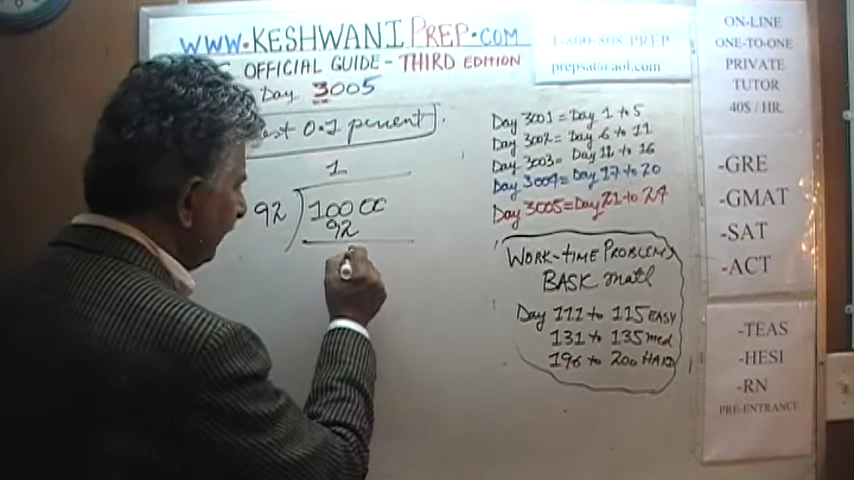 WWW.KESHWANIPREP.COM
OFFICIAL GUIDE - THIRD EDITION
Day 3005
0.1 percent
1
92 10000
92
Day 3001 = Day 1 to 5
Day 3002 = Day 6 to 11
Day 3003 = Day 12 to 16
Day 3004 = Day 17 to 20
Day 3005 = Day 21 to 24
WORK-TIME PROBLEMS
BASK math
Day 111 to 115 EASY
131 to 135 med
196 to 200 HARD
1-800-808-PREP
prepsat@aol.com
ON-LINE
ONE-TO-ONE
PRIVATE
TUTOR
40$ / HR.
-GRE
-GMAT
-SAT
-ACT
-TEAS
-HESI
-RN
PRE-ENTRANCE